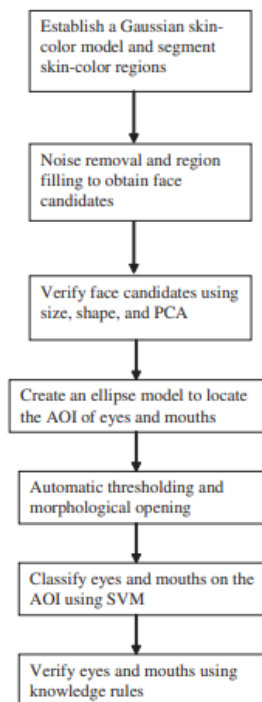 Establish a Gaussian skin-
color model and segment
skin-color regions
Noise removal and region
filling to obtain face
candidates
Verify face candidates using
size, shape, and PCA
Create an ellipse model to locate
the AOI of eyes and mouths
Automatic thresholding and
morphological opening
Classify eyes and mouths on the
AOI using SVM
Verify eyes and mouths using
knowledge rules